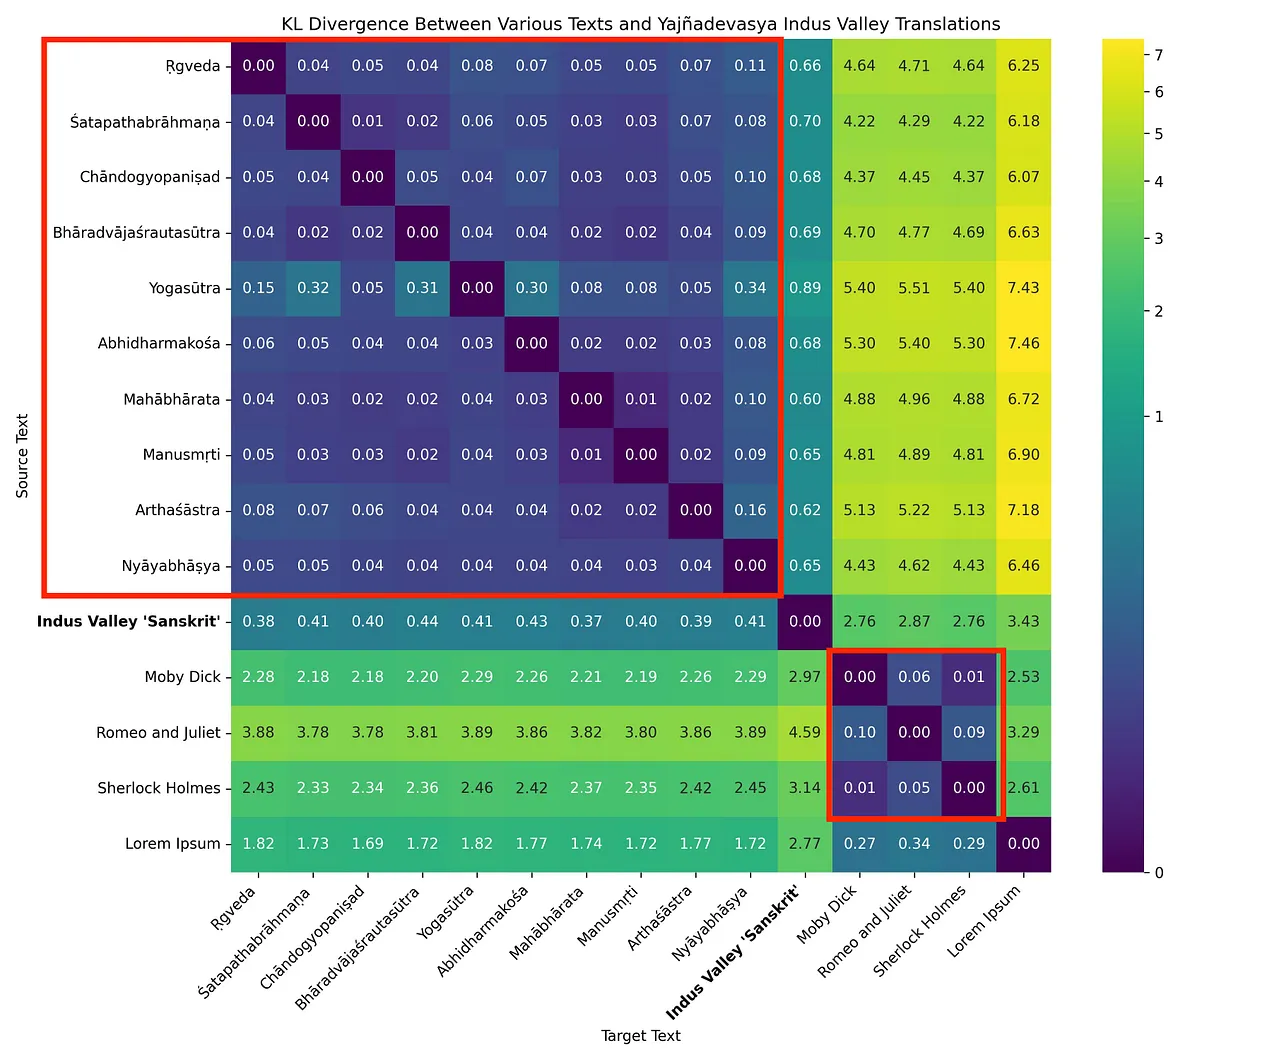 KL Divergence Between Various Texts and Yajñadevasya Indus Valley Translations
Ṛgveda 0.00 0.04 0.05 0.04 0.08 0.07 0.05 0.05 0.07 0.11 0.66 4.64 4.71 4.64 6.25
Śatapathabrāhmaṇa 0.04 0.00 0.01 0.02 0.06 0.05 0.03 0.03 0.07 0.08 0.70 4.22 4.29 4.22 6.18
Chāndogyopaniṣad 0.05 0.04 0.00 0.05 0.04 0.07 0.03 0.03 0.05 0.10 0.68 4.37 4.45 4.37 6.07
Bhāradvājaśrautasūtra 0.04 0.02 0.02 0.00 0.04 0.04 0.02 0.02 0.04 0.09 0.69 4.70 4.77 4.69 6.63
Yogasūtra 0.15 0.32 0.05 0.31 0.00 0.30 0.08 0.08 0.05 0.34 0.89 5.40 5.51 5.40 7.43
Abhidharmakośa 0.06 0.05 0.04 0.04 0.03 0.00 0.02 0.02 0.03 0.08 0.68 5.30 5.40 5.30 7.46
Mahābhārata 0.04 0.03 0.02 0.02 0.04 0.03 0.00 0.01 0.02 0.10 0.60 4.88 4.96 4.88 6.72
Manusmṛti 0.05 0.03 0.03 0.02 0.04 0.03 0.01 0.00 0.02 0.09 0.65 4.81 4.89 4.81 6.90
Arthaśāstra 0.08 0.07 0.06 0.04 0.04 0.04 0.02 0.02 0.00 0.16 0.62 5.13 5.22 5.13 7.18
Nyāyabhāṣya 0.05 0.05 0.04 0.04 0.04 0.04 0.04 0.03 0.04 0.00 0.65 4.43 4.62 4.43 6.46
Indus Valley 'Sanskrit' 0.38 0.41 0.40 0.44 0.41 0.43 0.37 0.40 0.39 0.41 0.00 2.76 2.87 2.76 3.43
Moby Dick 2.28 2.18 2.18 2.20 2.29 2.26 2.21 2.19 2.26 2.29 2.97 0.00 0.06 0.01 2.53
Romeo and Juliet 3.88 3.78 3.78 3.81 3.89 3.86 3.82 3.80 3.86 3.89 4.59 0.10 0.00 0.09 3.29
Sherlock Holmes 2.43 2.33 2.34 2.36 2.46 2.42 2.37 2.35 2.42 2.45 3.14 0.01 0.05 0.00 2.61
Lorem Ipsum 1.82 1.73 1.69 1.72 1.82 1.77 1.74 1.72 1.77 1.72 2.77 0.27 0.34 0.29 0.00
Source Text
Ṛgveda
Śatapathabrāhmaṇa
Chāndogyopaniṣad
Bhāradvājaśrautasūtra
Yogasūtra
Abhidharmakośa
Mahābhārata
Manusmṛti
Arthaśāstra
Nyāyabhāṣya
Indus Valley 'Sanskrit'
Moby Dick
Romeo and Juliet
Sherlock Holmes
Lorem Ipsum
Target Text
7
6
5
4
3
2
1
0